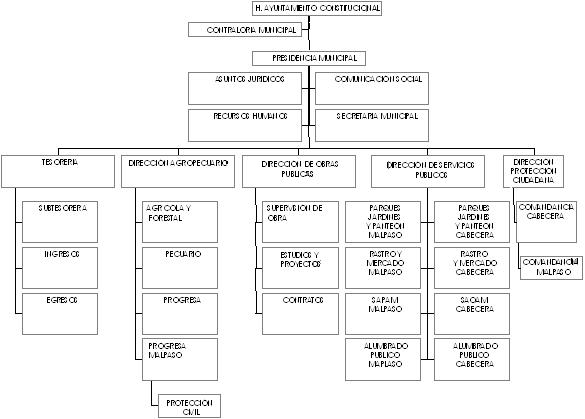 H. AYUNTAMIENTO CONSTITUCIONAL
CONTRALORIA MUNICIPAL
PRESIDENCIA MUNICIPAL
ASUNTOS JURIDICOS
COMUNICACION SOCIAL
RECURSOS HUMANOS
SECRETARIA MUNICIPAL
TESORERIA
DIRECCION AGROPECUARIO
DIRECCION DE OBRAS
PUBLICAS
DIRECCION DE SERVICIOS
PUBLICOS
DIRECCION
PROTECCION
CIUDADANA
SUBTESORERIA
INGRESOS
EGRESOS
AGRICOLA Y
FORESTAL
PECUARIO
PROGRESA
PROGRESA
MALPASO
PROTECCION
CIVIL
SUPERVISION DE
OBRA
ESTUDIOS Y
PROYECTOS
CONTRATOS
PARQUES
JARDINES
Y PANTEON
MALPASO
RASTRO Y
MERCADO
MALPASO
SAPAM
MALPASO
ALUMBRADO
PUBLICO
MAPLASO
PARQUES
JARDINES
Y PANTEON
CABECERA
RASTRO
Y MERCADO
CABECERA
SAOAM
CABECERA
ALUMBRADO
PUBLICO
CABECERA
COMANDANCIA
CABECERA
COMANDANCIA
MALPASO